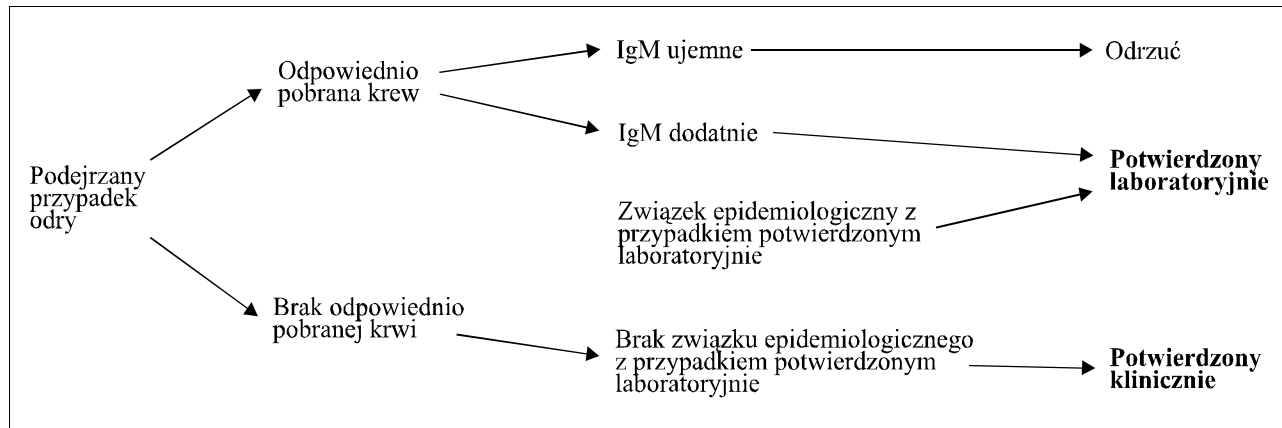 Podejrzany
przypadek
odry
Odpowiednio
pobrana krew
Brak odpowiednio
pobranej krwi
IgM ujemne
IgM dodatnie
Związek epidemiologiczny z
przypadkiem potwierdzonym
laboratoryjnie
Brak związku epidemiologicznego
z przypadkiem potwierdzonym
laboratoryjnie
Odrzuć
Potwierdzony
laboratoryjnie
Potwierdzony
klinicznie